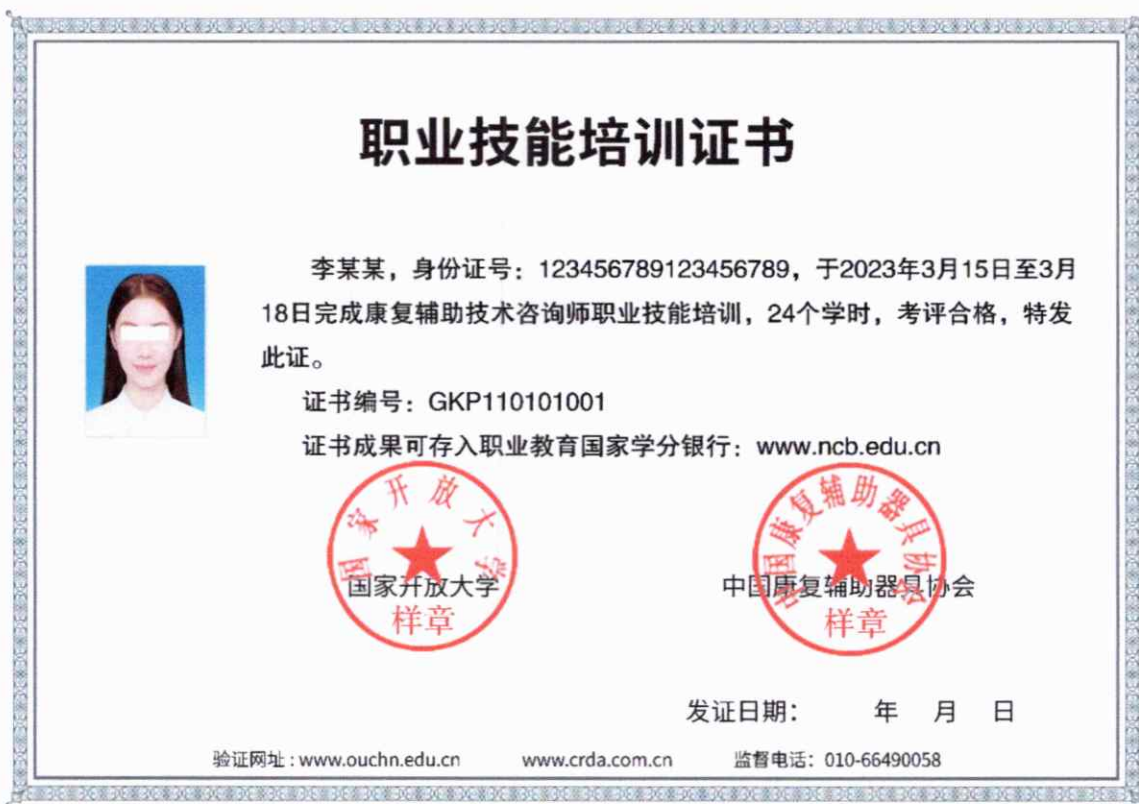 职业技能培训证书
李某某，身份证号：123456789123456789，于2023年3月15日至3月
18日完成康复辅助技术咨询师职业技能培训，24个学时，考评合格，特发
此证。
证书编号：GKP110101001
证书成果可存入职业教育国家学分银行：www.ncb.edu.cn
国家开放大学
国家开放大学
样章
中国康复辅助器具协会
中国康复辅助器具协会
样章
发证日期： 年 月 日
验证网址：www.ouchn.edu.cn www.crda.com.cn 监督电话：010-66490058